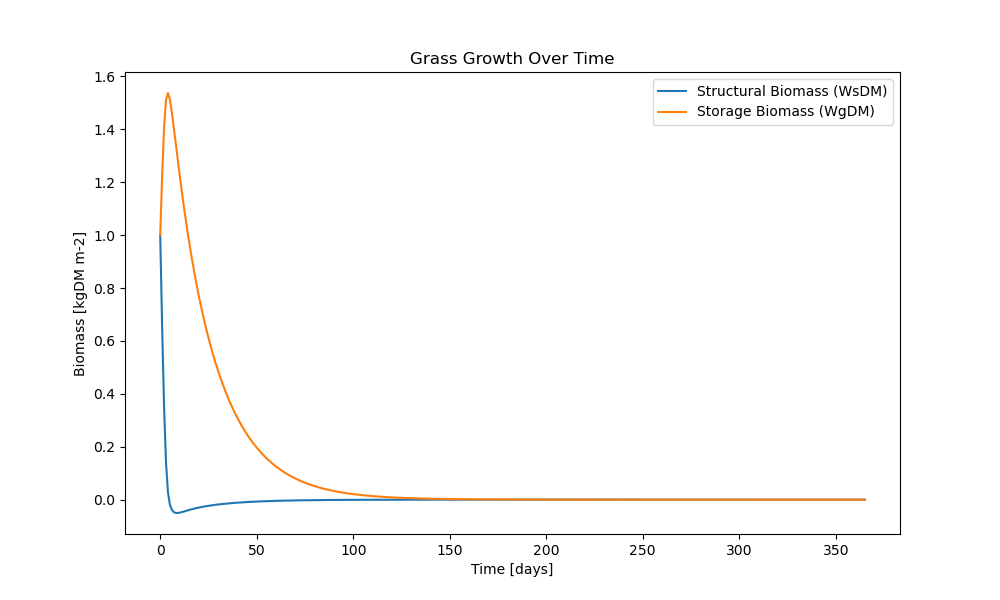 Grass Growth Over Time
Structural Biomass (WsDM)
Storage Biomass (WgDM)
Biomass [kgDM m-2]
1.6
1.4
1.2
1.0
0.8
0.6
0.4
0.2
0.0
0 50 100 150 200 250 300 350
Time [days]